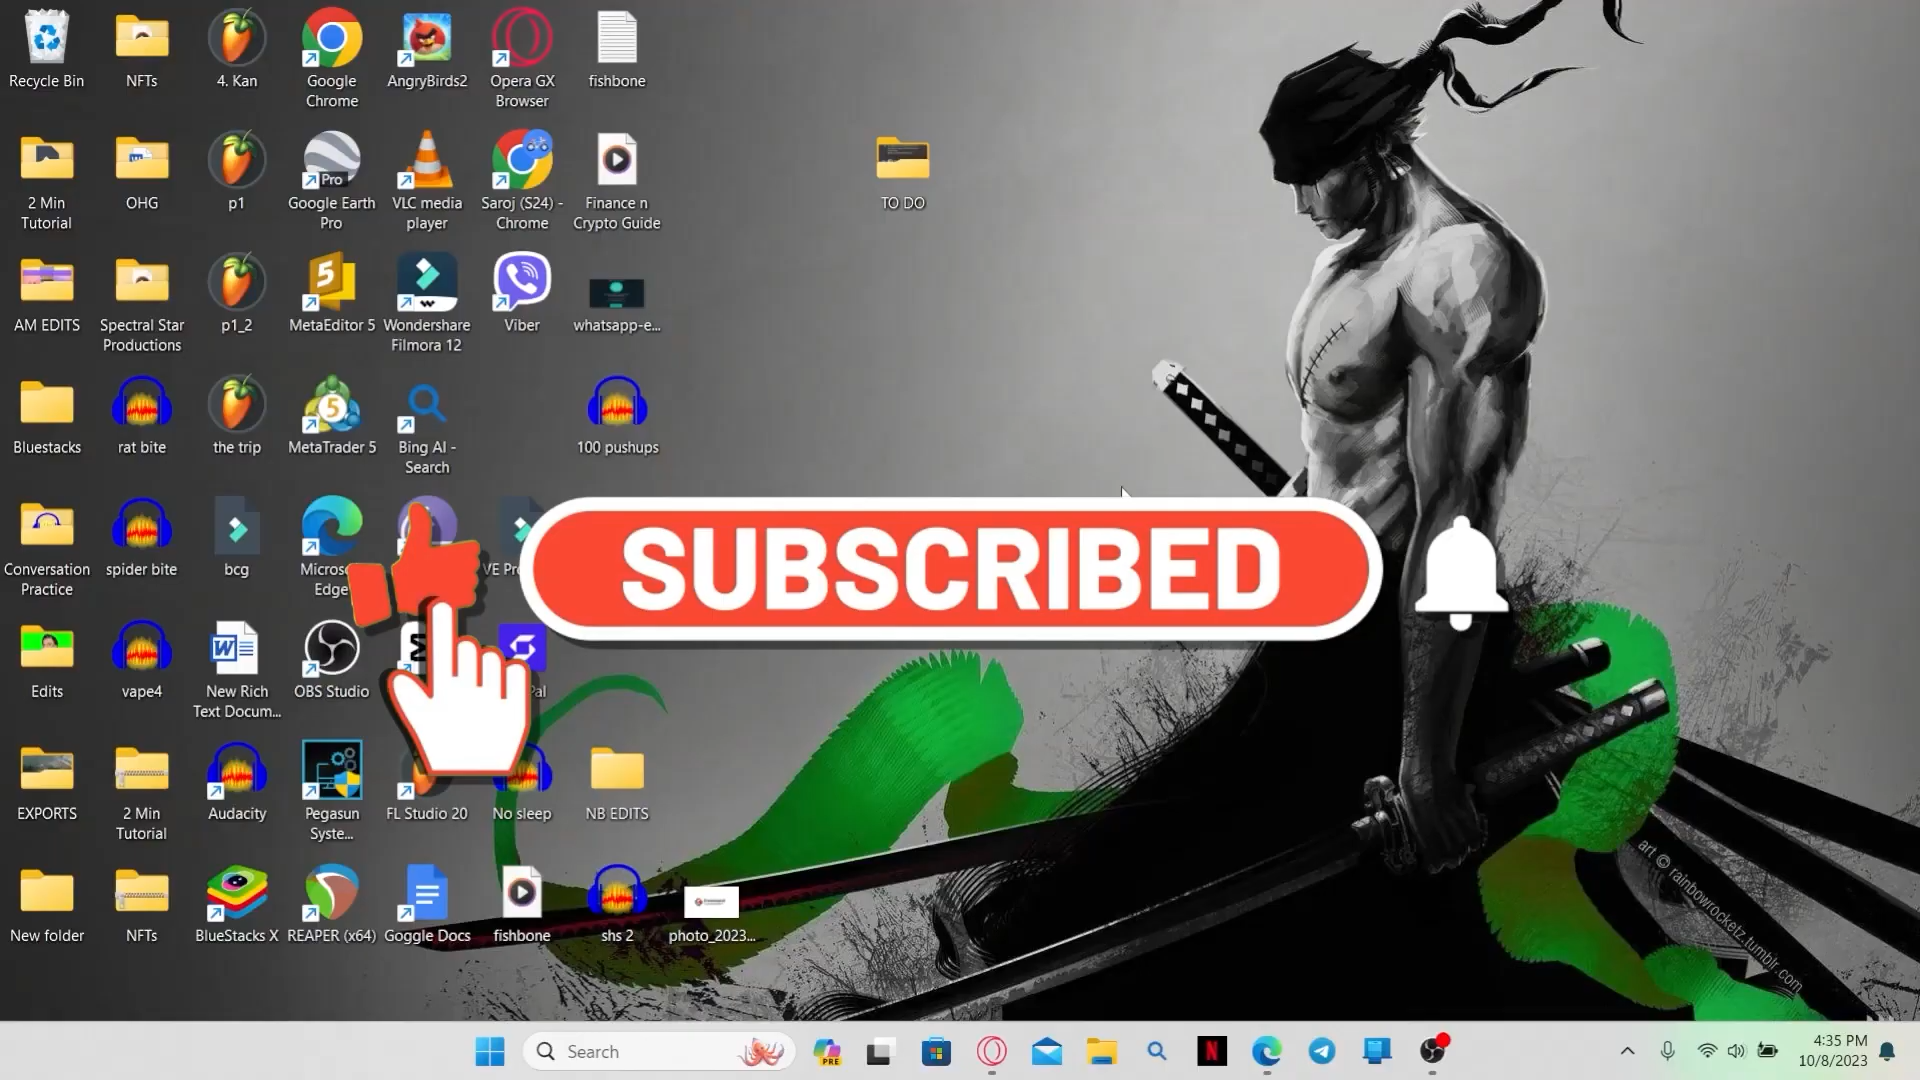 Recycle Bin
NFTs
4. Kan
Google
Chrome
AngryBirds2
Opera GX
Browser
fishbone
2 Min
Tutorial
OHG
p1
Pro
Google Earth
Pro
VLC media
player
Saroj (S24) -
Chrome
Finance n
Crypto Guide
TO DO
AM EDITS
Spectral Star
Productions
p1_2
5
MetaEditor 5
Wondershare
Filmora 12
Viber
whatsapp-e...
Bluestacks
rat bite
the trip
5
MetaTrader 5
Bing AI -
Search
100 pushups
Conversation
Practice
spider bite
bcg
Edge
SUBSCRIBED
Edits
vape4
W
New Rich
Text Docum...
OBS Studio
EXPORTS
2 Min
Tutorial
Audacity
Pegasun
Syste...
FL Studio 20
No sleep
NB EDITS
New folder
NFTs
BlueStacks X
REAPER (x64)
Goggle Docs
fishbone
shs 2
photo_2023...
art © rainbowrocketz.tumblr.com
Search
PRE
N
4:35 PM
10/8/2023